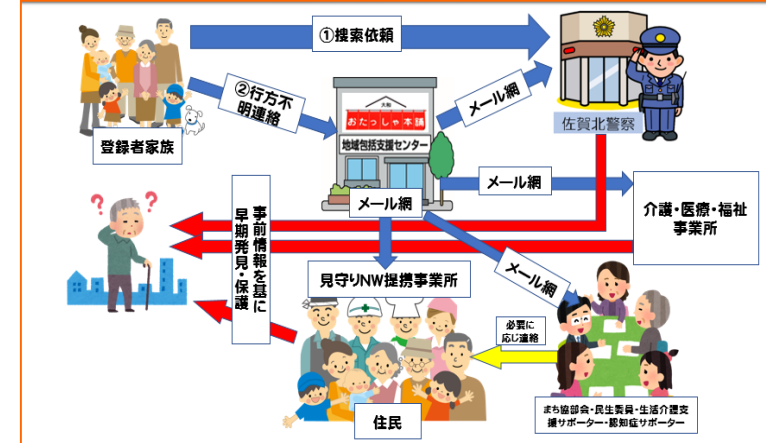 ①捜索依頼
②行方不
明連絡
登録者家族
大和
おたっしゃ本舗
地域包括支援センター
メール網
メール網
佐賀北警察
メール網
介護・医療・福祉
事業所
事前情報を基に
早期発見・保護
見守りNW提携事業所
メール網
必要に
応じ連絡
住民
まち協部会・民生委員・生活介護支
援サポーター・認知症サポーター